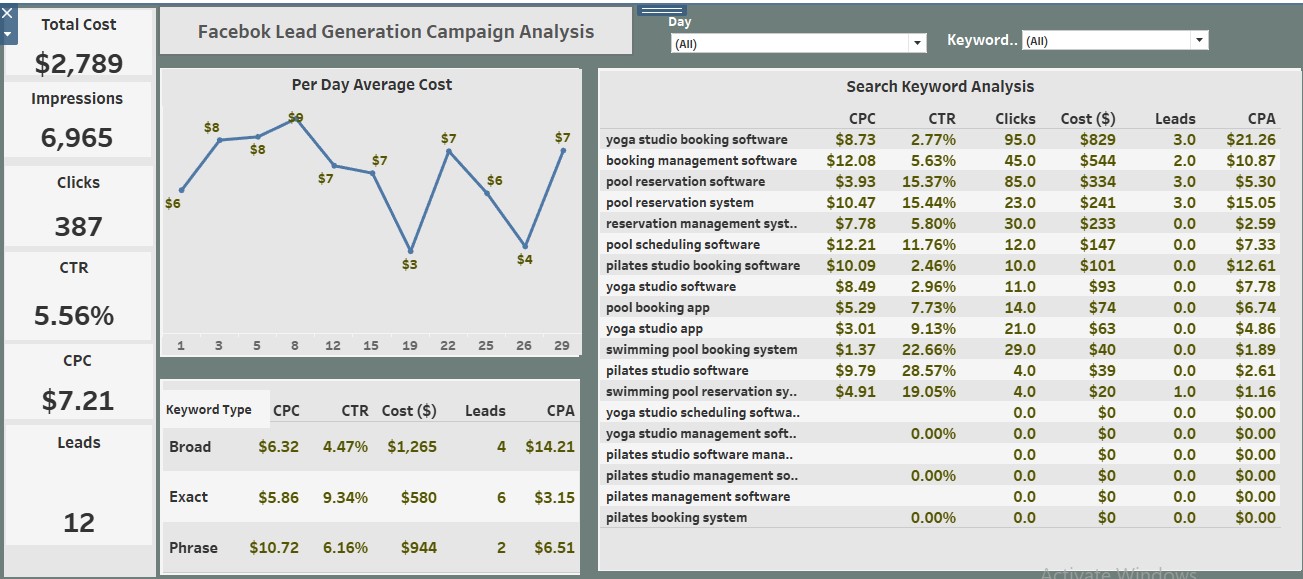 Total Cost
$2,789
Impressions
6,965
Clicks
387
CTR
5.56%
CPC
$7.21
Leads
12
Facebok Lead Generation Campaign Analysis
Day
(All)
Keyword.. (All)
Per Day Average Cost
$6
$8
$8
$9
$7
$7
$3
$7
$6
$4
$7
1 3 5 8 12 15 19 22 25 26 29
Keyword Type CPC CTR Cost ($) Leads CPA
Broad $6.32 4.47% $1,265 4 $14.21
Exact $5.86 9.34% $580 6 $3.15
Phrase $10.72 6.16% $944 2 $6.51
Search Keyword Analysis
CPC CTR Clicks Cost ($) Leads CPA
yoga studio booking software $8.73 2.77% 95.0 $829 3.0 $21.26
booking management software $12.08 5.63% 45.0 $544 2.0 $10.87
pool reservation software $3.93 15.37% 85.0 $334 3.0 $5.30
pool reservation system $10.47 15.44% 23.0 $241 3.0 $15.05
reservation management syst.. $7.78 5.80% 30.0 $233 0.0 $2.59
pool scheduling software $12.21 11.76% 12.0 $147 0.0 $7.33
pilates studio booking software $10.09 2.46% 10.0 $101 0.0 $12.61
yoga studio software $8.49 2.96% 11.0 $93 0.0 $7.78
pool booking app $5.29 7.73% 14.0 $74 0.0 $6.74
yoga studio app $3.01 9.13% 21.0 $63 0.0 $4.86
swimming pool booking system $1.37 22.66% 29.0 $40 0.0 $1.89
pilates studio software $9.79 28.57% 4.0 $39 0.0 $2.61
swimming pool reservation sy.. $4.91 19.05% 4.0 $20 1.0 $1.16
yoga studio scheduling softwa.. 0.0 $0 0.0 $0.00
yoga studio management soft.. 0.00% 0.0 $0 0.0 $0.00
pilates studio software mana.. 0.0 $0 0.0 $0.00
pilates studio management so.. 0.00% 0.0 $0 0.0 $0.00
pilates management software 0.0 $0 0.0 $0.00
pilates booking system 0.00% 0.0 $0 0.0 $0.00
Activate Windows